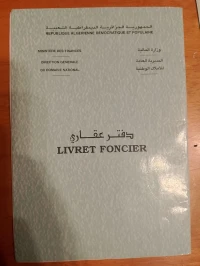 الجمهورية الجزائرية الديمقراطية الشعبية
REPUBLIQUE ALGERIENNE DEMOCRATIQUE ET POPULAIRE
MINISTERE DES FINANCES
وزارة المالية
DIRECTION GENERALE
المديرية العامة
DU DOMAINE NATIONAL
للأملاك الوطنية
دفتر عقاري
LIVRET FONCIER